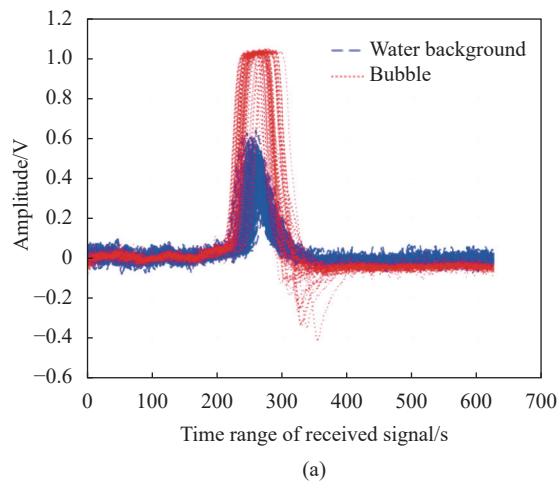 1.2
1.0
0.8
0.6
0.4
0.2
0
−0.2
−0.4
−0.6
Amplitude/V
Water background
Bubble
0 100 200 300 400 500 600 700
Time range of received signal/s
(a)